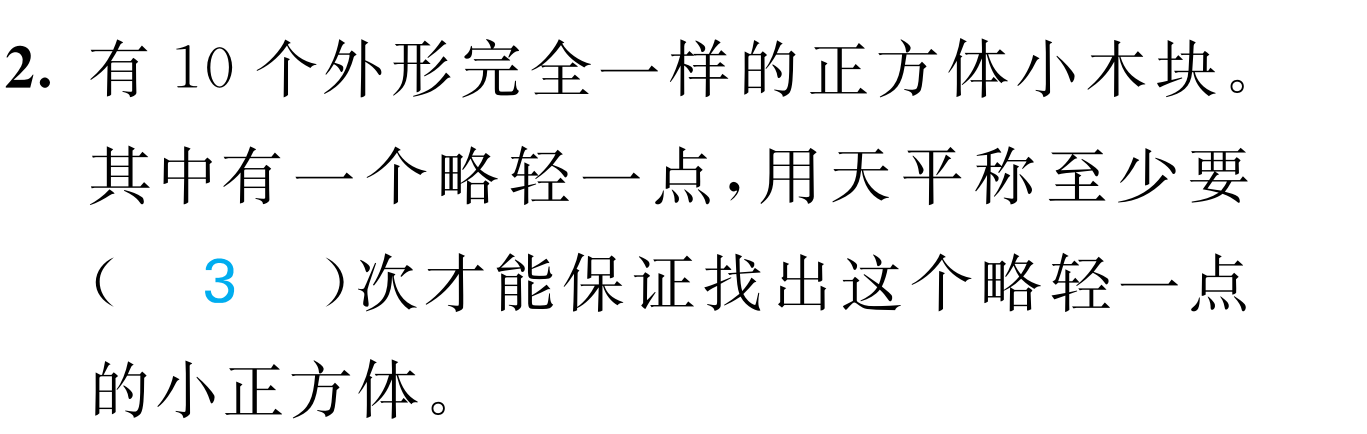 2. 有 10 个外形完全一样的正方体小木块。
其中有一个略轻一点,用天平称至少要
( 3 )次才能保证找出这个略轻一点
的小正方体。